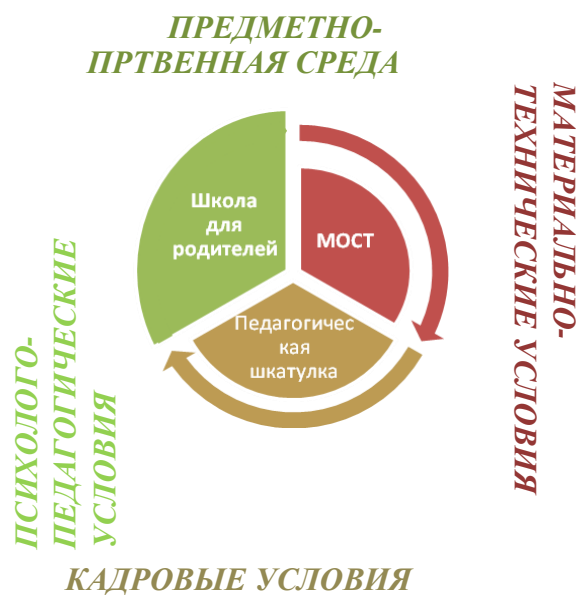 ПРЕДМЕТНО-
ПРТВЕННАЯ СРЕДА
МАТЕРИАЛЬНО-
ТЕХНИЧЕСКИЕ УСЛОВИЯ
Школа
для
родителей
МОСТ
Педагогичес
кая
шкатулка
ПСИХОЛОГО-
ПЕДАГОГИЧЕСКИЕ
УСЛОВИЯ
КАДРОВЫЕ УСЛОВИЯ